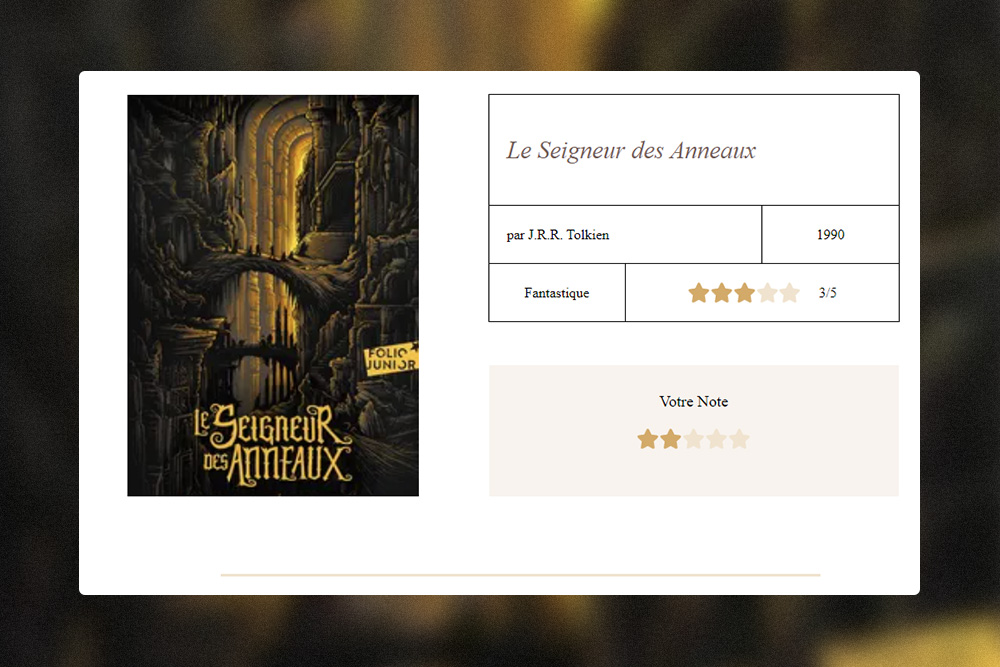 FOLIO
JUNIOR
LE SEIGNEUR
DES ANNEAUX
Le Seigneur des Anneaux
par J.R.R. Tolkien
1990
Fantastique
3/5
Votre Note